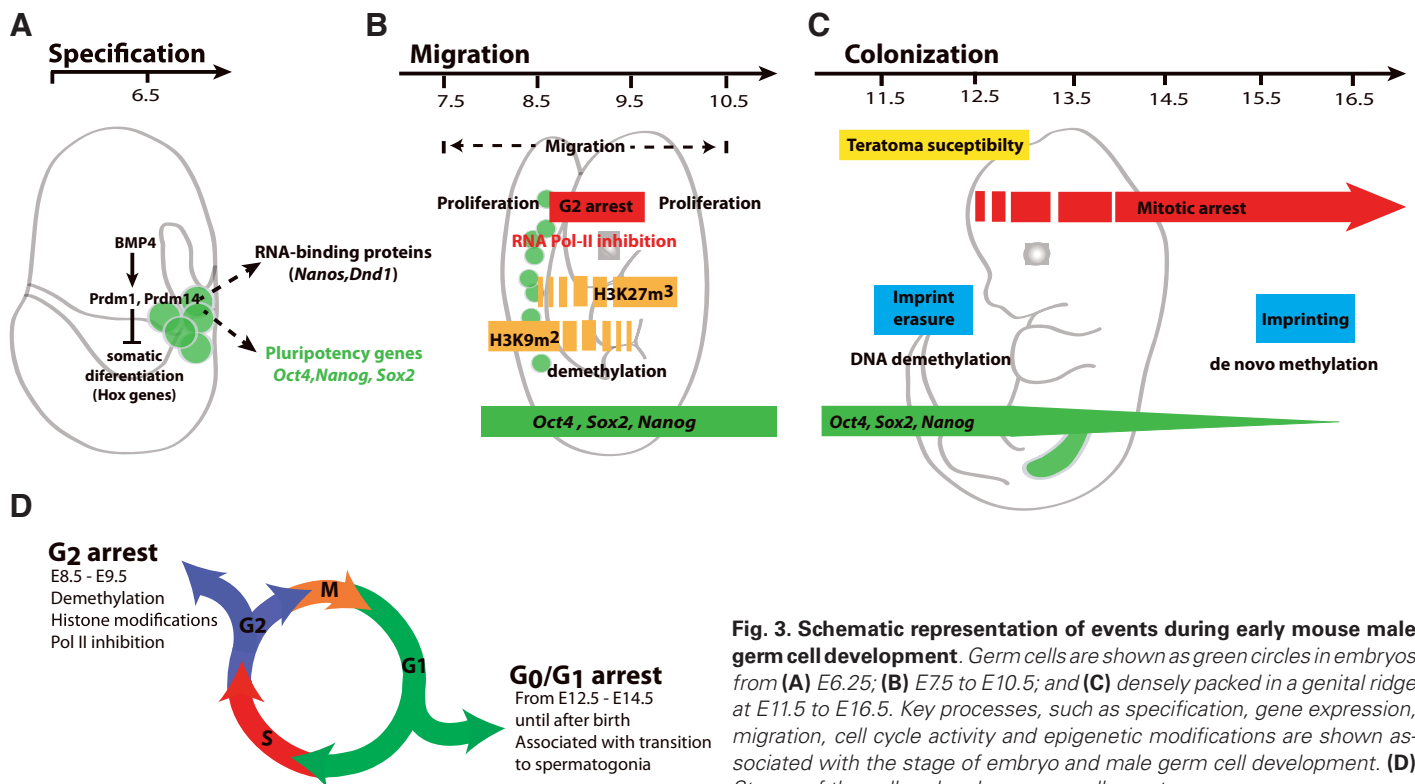 A
Specification
6.5
BMP4
Prdm1, Prdm14
somatic
diferentiation
(Hox genes)
RNA-binding proteins
(Nanos,Dnd1)
Pluripotency genes
Oct4,Nanog, Sox2
B
Migration
7.5 8.5 9.5 10.5
Migration
Proliferation G2 arrest Proliferation
RNA Pol-II inhibition
H3K27m3
H3K9m2
demethylation
Oct4 , Sox2, Nanog
C
Colonization
11.5 12.5 13.5 14.5 15.5 16.5
Teratoma suceptibilty
Mitotic arrest
Imprint
erasure
DNA demethylation
Imprinting
de novo methylation
Oct4, Sox2, Nanog
D
G2 arrest
E8.5 - E9.5
Demethylation
Histone modifications
Pol II inhibition
G2
M
G1
S
G0/G1 arrest
From E12.5 - E14.5
until after birth
Associated with transition
to spermatogonia
Fig. 3. Schematic representation of events during early mouse male
germ cell development. Germ cells are shown as green circles in embryos
from (A) E6.25; (B) E7.5 to E10.5; and (C) densely packed in a genital ridge
at E11.5 to E16.5. Key processes, such as specification, gene expression,
migration, cell cycle activity and epigenetic modifications are shown as-
sociated with the stage of embryo and male germ cell development. (D)